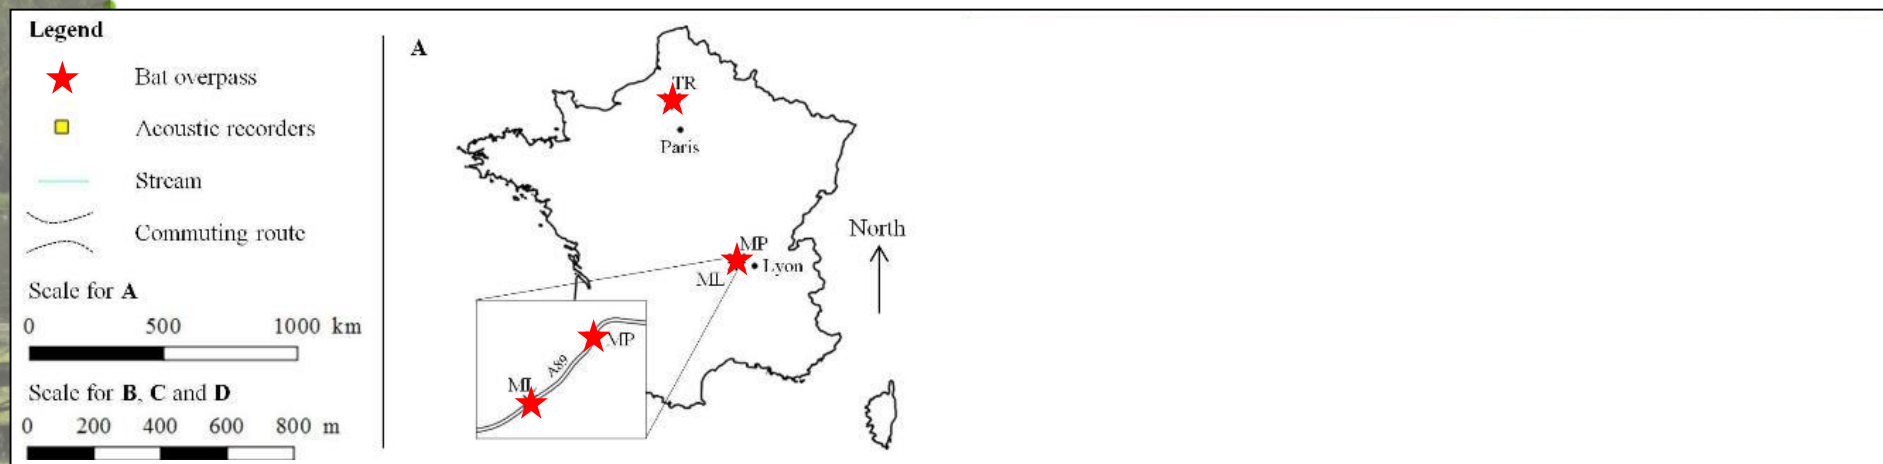 Legend
Bat overpass
Acoustic recorders
Stream
Commuting route
Scale for A
0 500 1000 km
Scale for B, C and D
0 200 400 600 800 m
A
TR
Paris
North
MP
Lyon
ML
MP
A89
ML